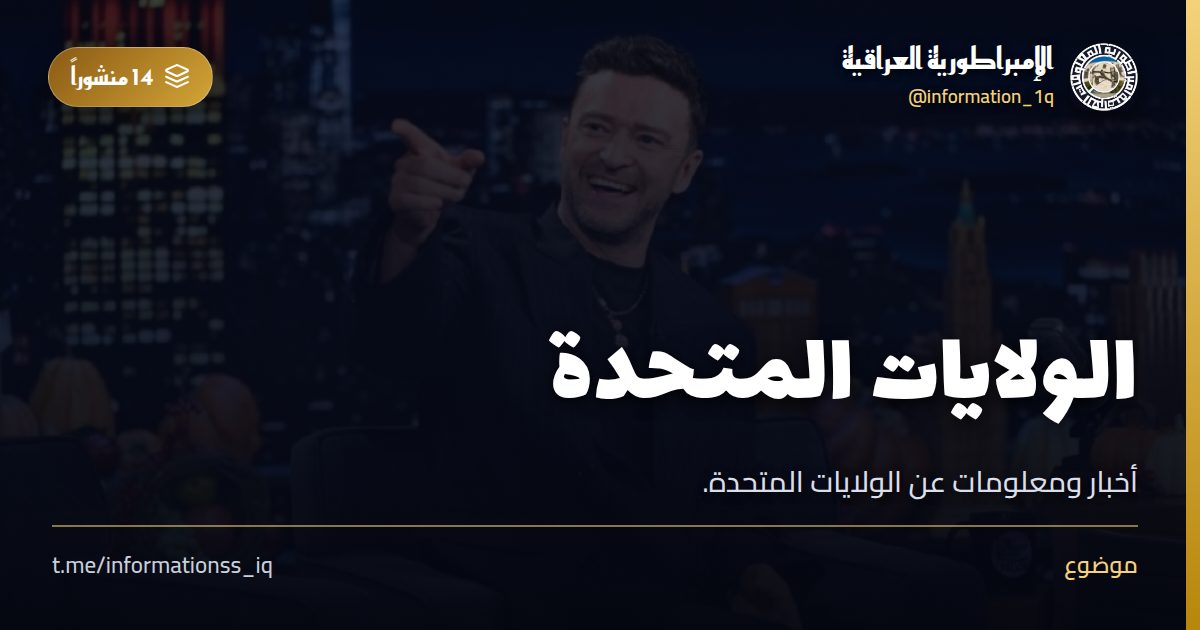 الإمبراطورية العراقية
@information_1q
14 منشوراً
الولايات المتحدة
أخبار ومعلومات عن الولايات المتحدة.
موضوع
t.me/informationss_iq